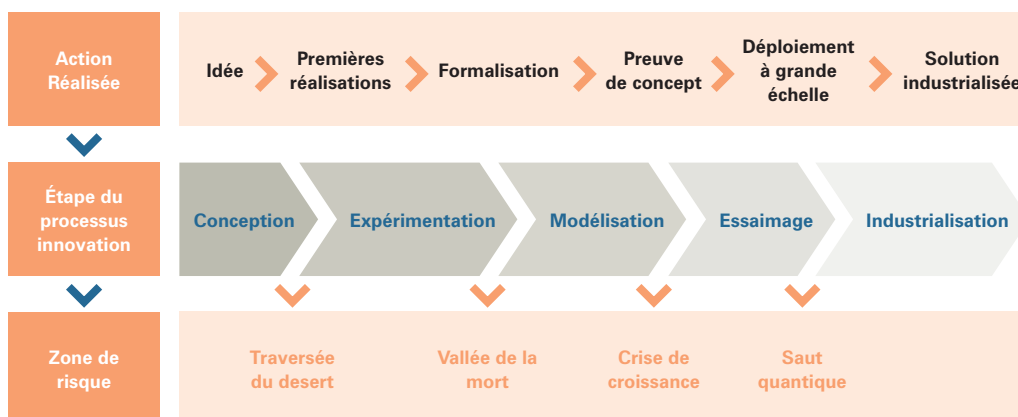 Action
Réalisée
Idée
Premières
réalisations
Formalisation
Preuve
de concept
Déploiement
à grande
échelle
Solution
industrialisée
Étape du
processus
innovation
Conception
Expérimentation
Modélisation
Essaimage
Industrialisation
Zone de
risque
Traversée
du desert
Vallée de la
mort
Crise de
croissance
Saut
quantique